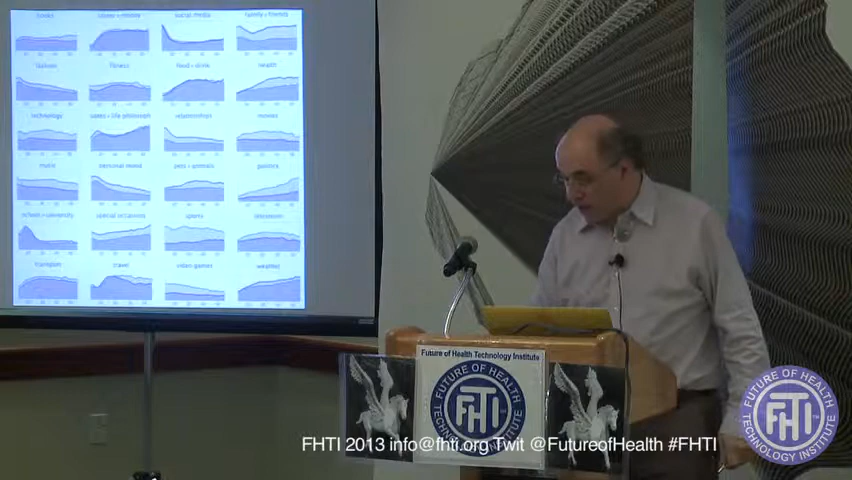 books
social media
family + friends
fashion
fitness
food + drink
health
technology
relationships
movies
music
personal mood
pets + animals
politics
school + university
special occasions
sports
television
transport
travel
video games
weather
Future of Health Technology Institute
FUTURE OF HEALTH
FHTI
TECHNOLOGY INSTITUTE
FUTURE OF HEALTH
FHTI
TECHNOLOGY INSTITUTE
FHTI 2013 info@fhti.org Twit @FutureofHealth #FHTI